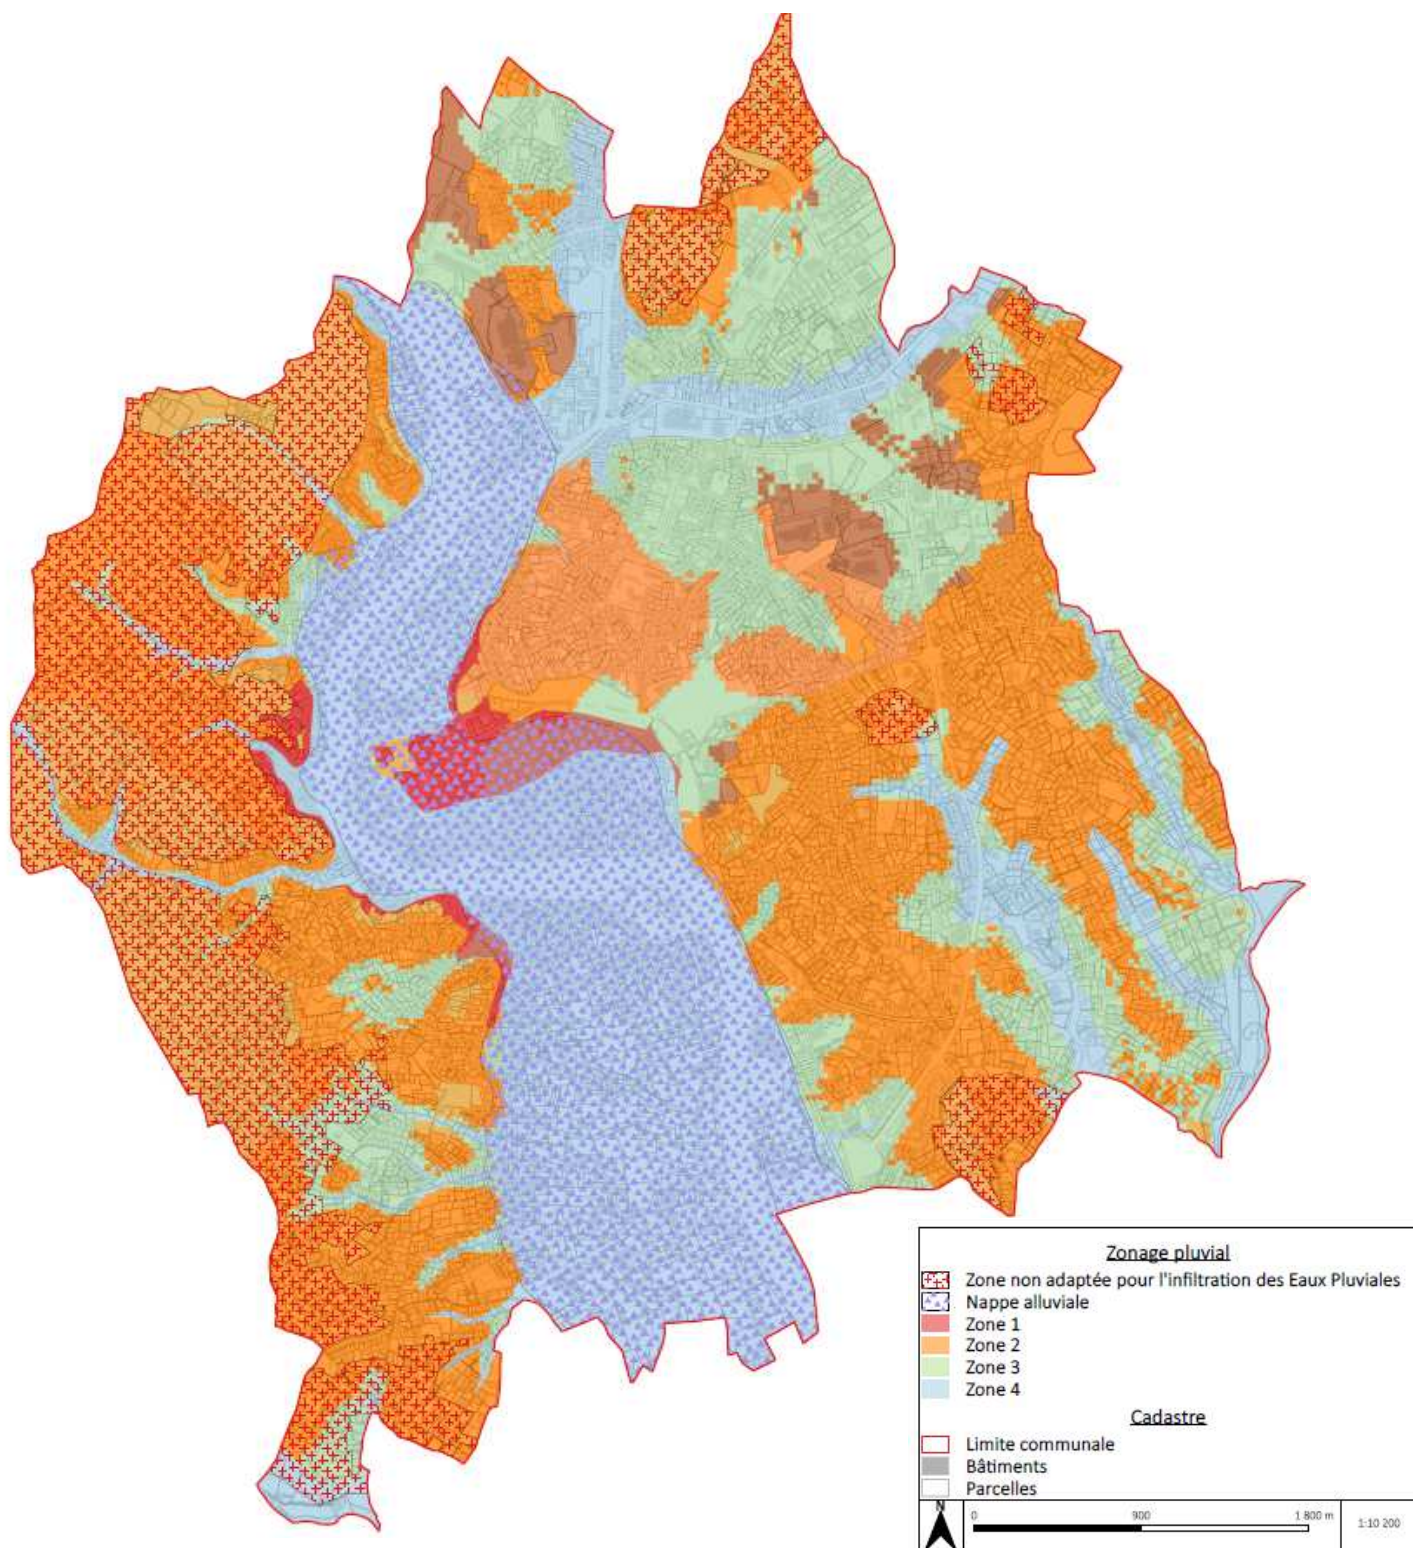 Zonage pluvial
Zone non adaptée pour l'infiltration des Eaux Pluviales
Nappe alluviale
Zone 1
Zone 2
Zone 3
Zone 4
Cadastre
Limite communale
Bâtiments
Parcelles
N
0 900 1 800 m
1:10 200